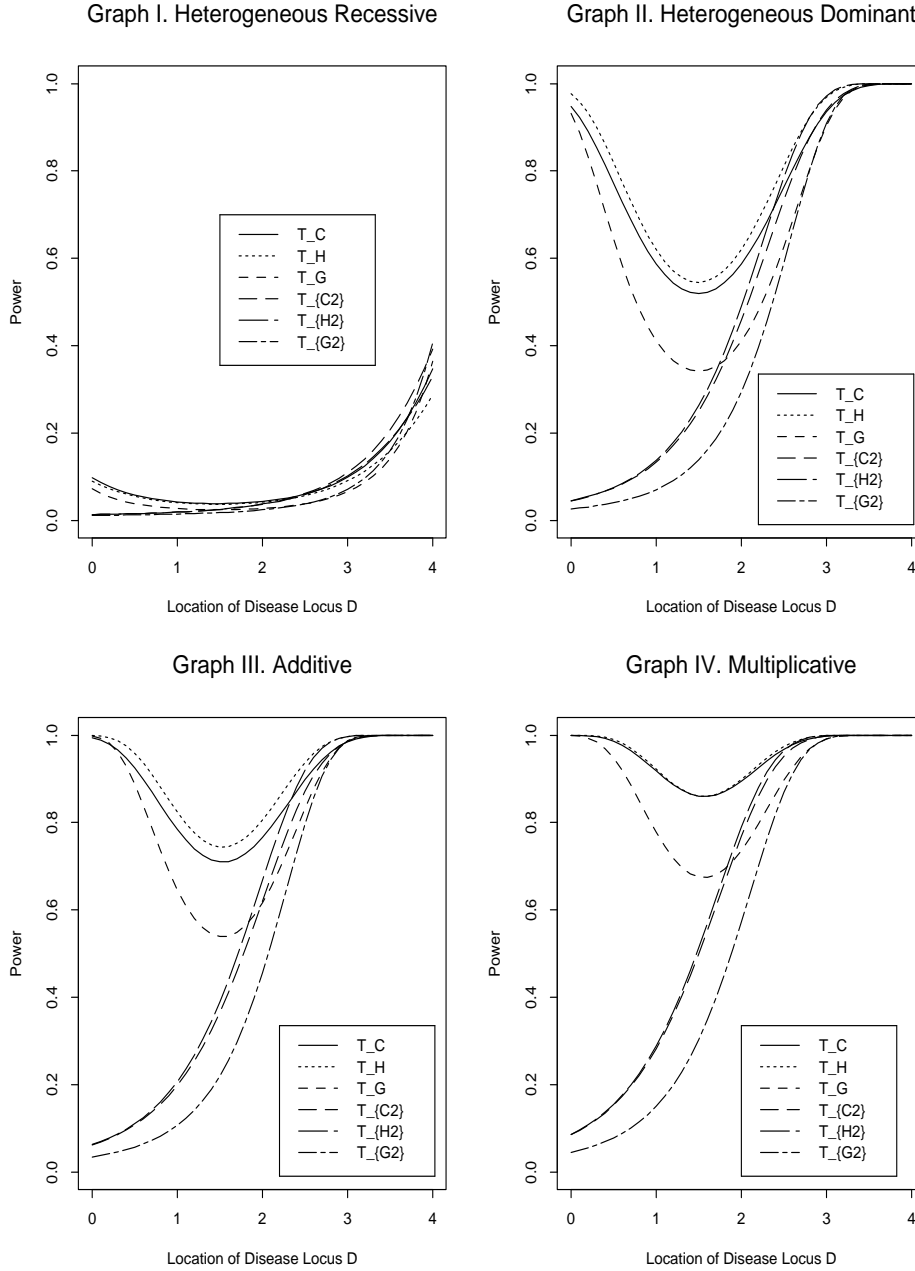 Graph I. Heterogeneous Recessive
Power
0.0 0.2 0.4 0.6 0.8 1.0
T_C
T_H
T_G
T_{C2}
T_{H2}
T_{G2}
0 1 2 3 4
Location of Disease Locus D
Graph II. Heterogeneous Dominant
Power
0.0 0.2 0.4 0.6 0.8 1.0
T_C
T_H
T_G
T_{C2}
T_{H2}
T_{G2}
0 1 2 3 4
Location of Disease Locus D
Graph III. Additive
Power
0.0 0.2 0.4 0.6 0.8 1.0
T_C
T_H
T_G
T_{C2}
T_{H2}
T_{G2}
0 1 2 3 4
Location of Disease Locus D
Graph IV. Multiplicative
Power
0.0 0.2 0.4 0.6 0.8 1.0
T_C
T_H
T_G
T_{C2}
T_{H2}
T_{G2}
0 1 2 3 4
Location of Disease Locus D